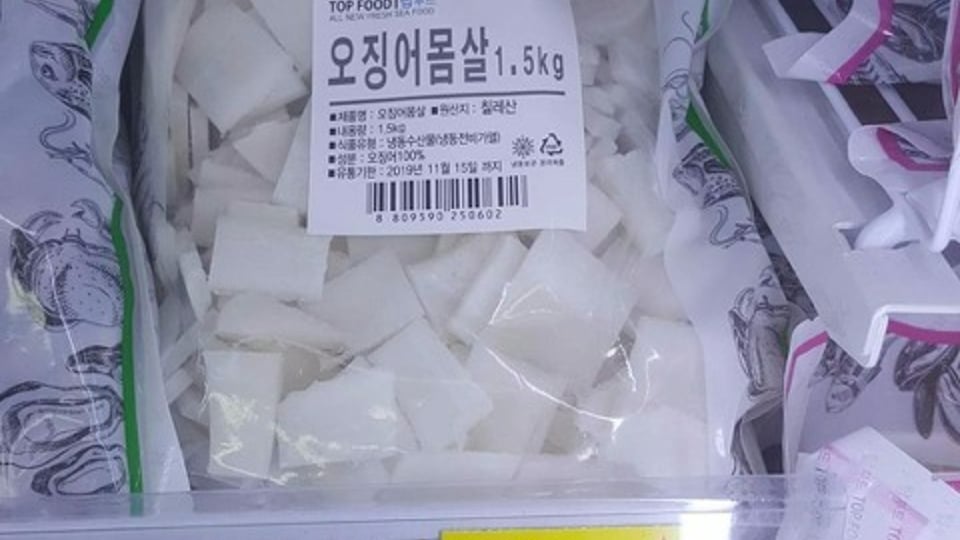 TOP FOOD
ALL NEW FRESH SEA FOOD
오징어몸살1.5kg
■제품명 : 오징어몸살 ■원산지 : 칠레산
■내용량 : 1.5kg
■식품유형 : 냉동수산물(냉동전비가열)
■성분 : 오징어100%
■유통기한 : 2019년 11월 15일 까지
8 809590 250602